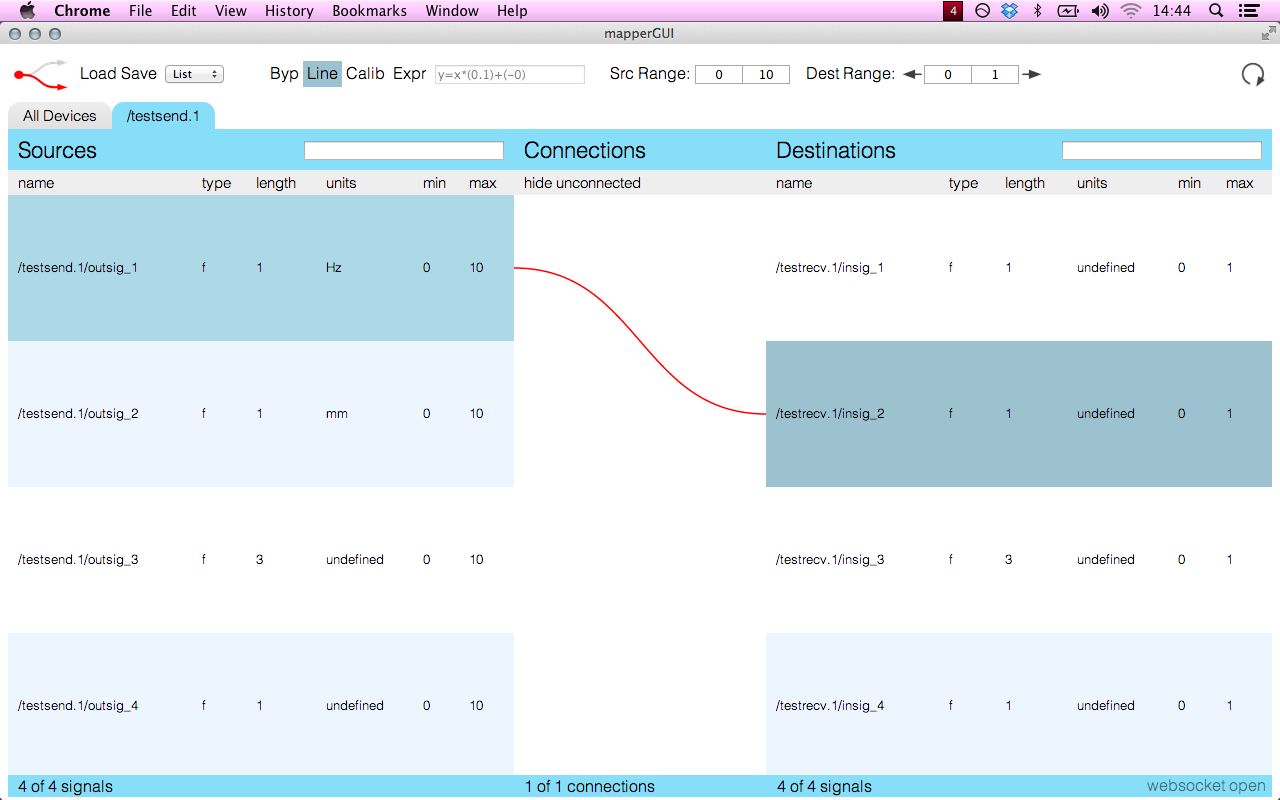 Chrome File Edit View History Bookmarks Window Help 4 14:44
mapperGUI
Load Save List Byp Line Calib Expr y=x*(0.1)+(-0) Src Range: 0 10 Dest Range: 0 1
All Devices /testsend.1
Sources Connections Destinations
name type length units min max hide unconnected name type length units min max
/testsend.1/outsig_1 f 1 Hz 0 10 /testrecv.1/insig_1 f 1 undefined 0 1
/testsend.1/outsig_2 f 1 mm 0 10 /testrecv.1/insig_2 f 1 undefined 0 1
/testsend.1/outsig_3 f 3 undefined 0 10 /testrecv.1/insig_3 f 3 undefined 0 1
/testsend.1/outsig_4 f 1 undefined 0 10 /testrecv.1/insig_4 f 1 undefined 0 1
4 of 4 signals 1 of 1 connections 4 of 4 signals websocket open